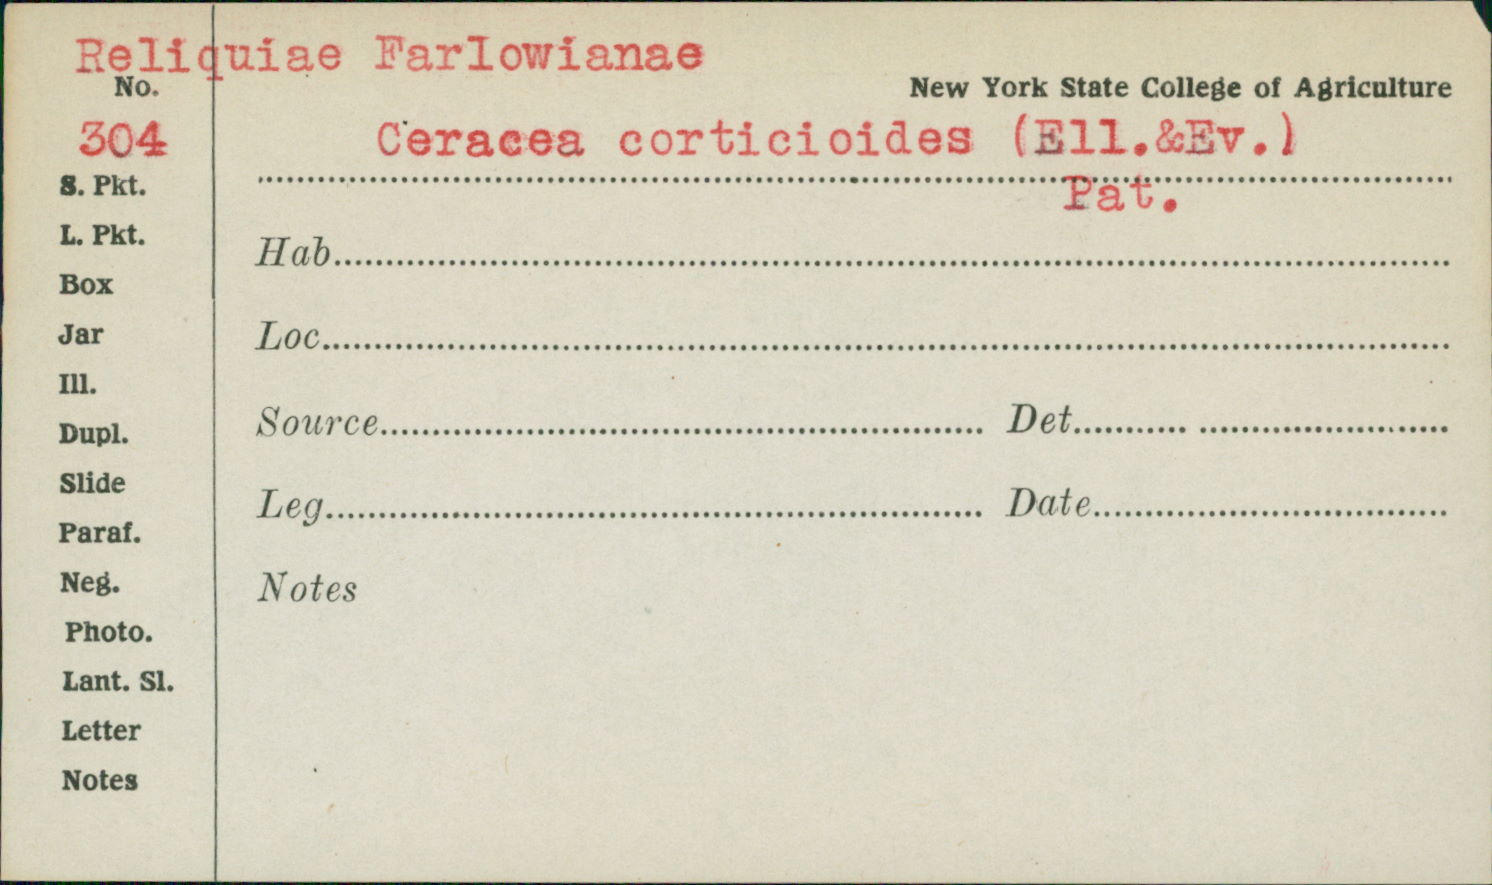 Reliquiae Farlowianae
No.
New York State College of Agriculture
304
Ceracea corticioides (Ell.&Ev.)
Pat.
S. Pkt.
L. Pkt.
Box
Jar
Ill.
Dupl.
Slide
Paraf.
Neg.
Photo.
Lant. Sl.
Letter
Notes
Hab
Loc
Source Det.
Leg Date
Notes